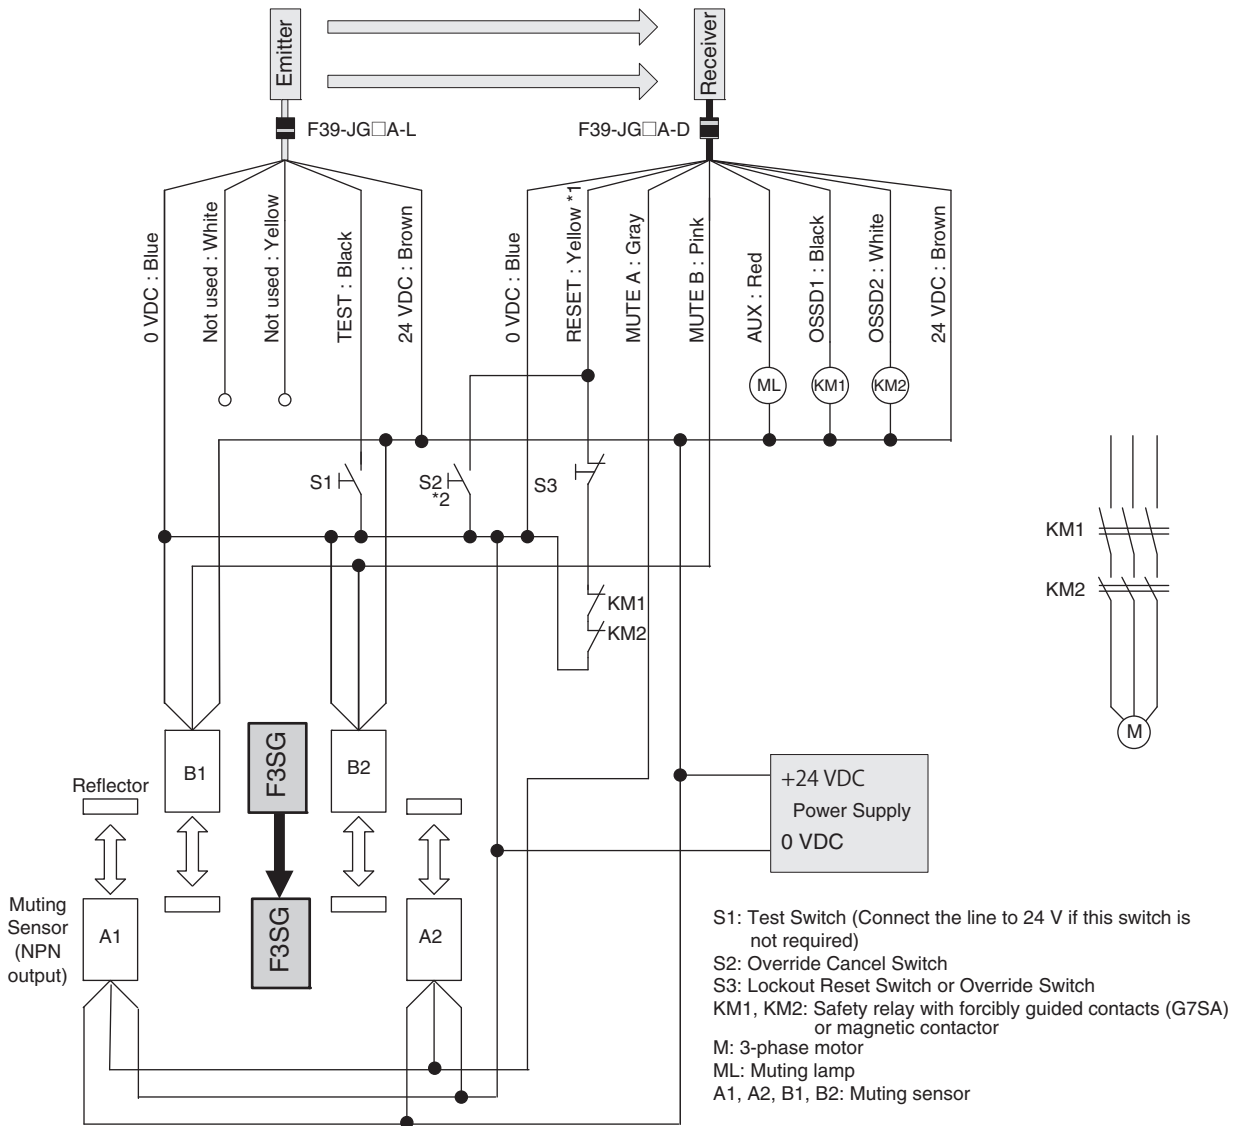 Emitter
Receiver
F39-JG□A-L
F39-JG□A-D
0 VDC : Blue
Not used : White
Not used : Yellow
TEST : Black
24 VDC : Brown
0 VDC : Blue
RESET : Yellow *1
MUTE A : Gray
MUTE B : Pink
AUX : Red
OSSD1 : Black
OSSD2 : White
24 VDC : Brown
ML
KM1
KM2
S1
S2
*2
S3
KM1
KM2
KM1
KM2
M
B1
F3SG
B2
Reflector
+24 VDC
Power Supply
0 VDC
Muting
Sensor
(NPN
output)
A1
F3SG
A2
S1: Test Switch (Connect the line to 24 V if this switch is
not required)
S2: Override Cancel Switch
S3: Lockout Reset Switch or Override Switch
KM1, KM2: Safety relay with forcibly guided contacts (G7SA)
or magnetic contactor
M: 3-phase motor
ML: Muting lamp
A1, A2, B1, B2: Muting sensor